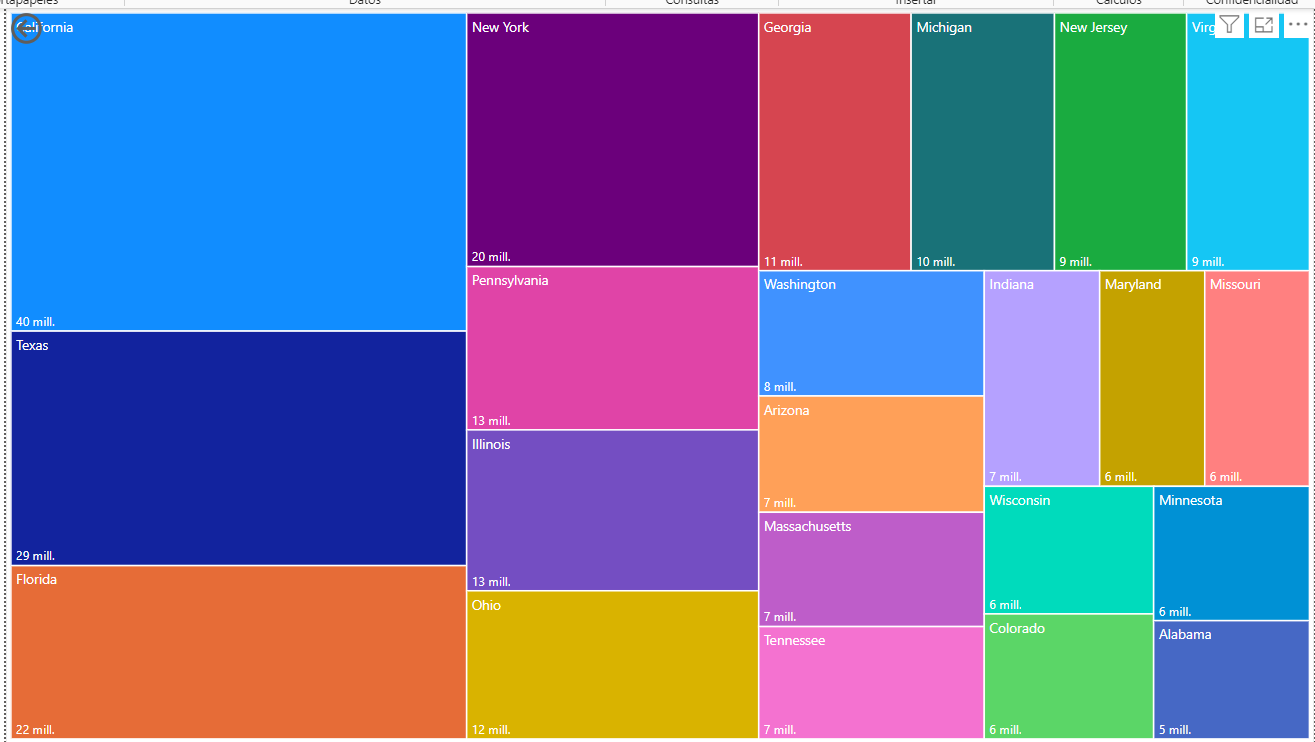 Datos
Consultas
Insertar
Cálculos
Confidencialidad
California
40 mill.
Texas
29 mill.
Florida
22 mill.
New York
20 mill.
Pennsylvania
13 mill.
Illinois
13 mill.
Ohio
12 mill.
Georgia
11 mill.
Michigan
10 mill.
New Jersey
9 mill.
Virg
9 mill.
Washington
8 mill.
Arizona
7 mill.
Massachusetts
7 mill.
Tennessee
7 mill.
Indiana
7 mill.
Maryland
6 mill.
Missouri
6 mill.
Wisconsin
6 mill.
Colorado
6 mill.
Minnesota
6 mill.
Alabama
5 mill.